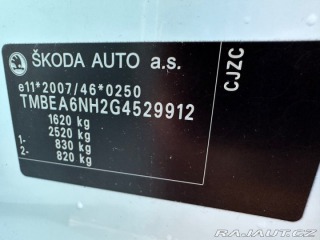 ŠKODA AUTO a.s.
e11*2007/46*0250
TMBEA6NH2G4529912
1620 kg
2520 kg
1- 830 kg
2- 820 kg
CJZC
RAJAUT.CZ